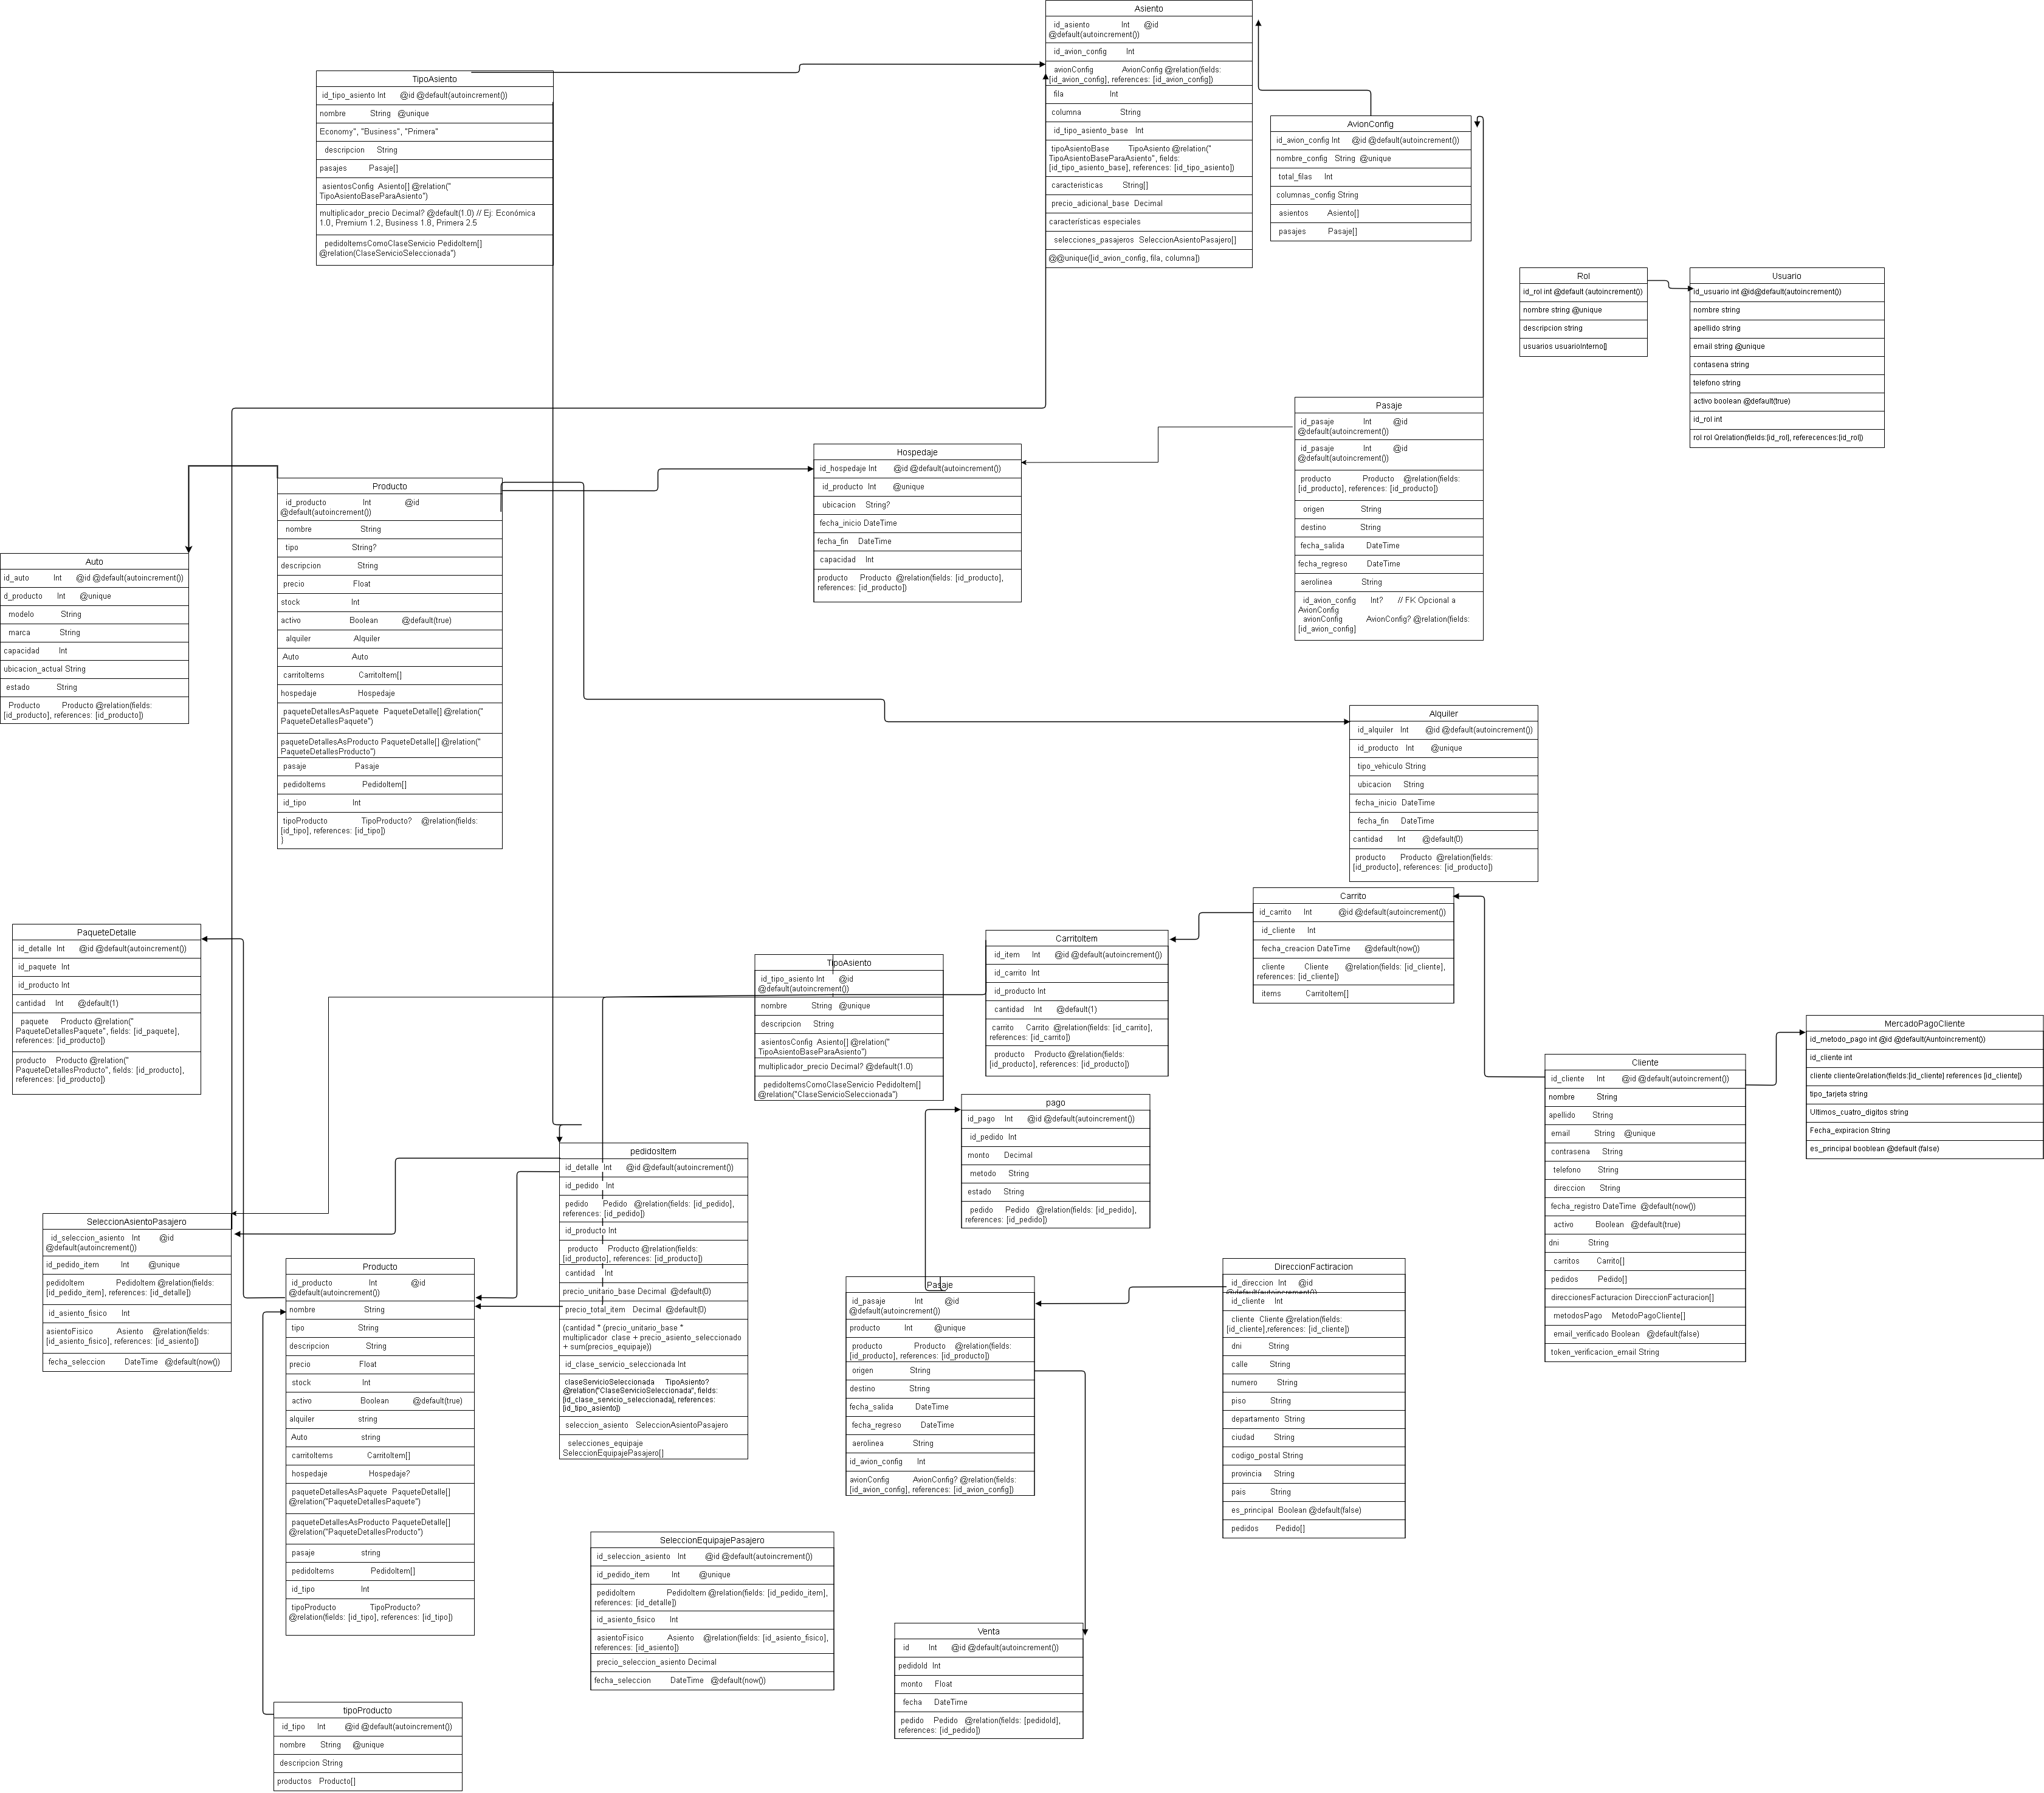 Asiento
id_asiento Int @id
@default(autoincrement())
id_avion_config Int
avionConfig AvionConfig @relation(fields:
[id_avion_config], references: [id_avion_config])
fila Int
columna String
id_tipo_asiento_base Int
tipoAsientoBase TipoAsiento @relation("
TipoAsientoBaseParaAsiento", fields:
[id_tipo_asiento_base], references: [id_tipo_asiento])
caracteristicas String[]
precio_adicional_base Decimal
características especiales
selecciones_pasajeros SeleccionAsientoPasajero[]
@@unique([id_avion_config, fila, columna])
TipoAsiento
id_tipo_asiento Int @id @default(autoincrement())
nombre String @unique
Economy", "Business", "Primera"
descripcion String
pasajes Pasaje[]
asientosConfig Asiento[] @relation("
TipoAsientoBaseParaAsiento")
multiplicador_precio Decimal? @default(1.0) // Ej: Económica
1.0, Premium 1.2, Business 1.8, Primera 2.5
pedidoItemsComoClaseServicio PedidoItem[]
@relation(ClaseServicioSeleccionada")
AvionConfig
id_avion_config Int @id @default(autoincrement())
nombre_config String @unique
total_filas Int
columnas_config String
asientos Asiento[]
pasajes Pasaje[]
Rol
id_rol int @default (autoincrement())
nombre string @unique
descripcion string
usuarios usuarioInterno[]
Usuario
id_usuario int @id@default(autoincrement())
nombre string
apellido string
email string @unique
contasena string
telefono string
activo boolean @default(true)
id_rol int
rol rol Qrelation(fields:[id_rol], referecences:[id_rol])
Pasaje
id_pasaje Int @id
@default(autoincrement())
id_pasaje Int @id
@default(autoincrement())
producto Producto @relation(fields:
[id_producto], references: [id_producto])
origen String
destino String
fecha_salida DateTime
fecha_regreso DateTime
aerolinea String
id_avion_config Int? // FK Opcional a
AvionConfig
avionConfig AvionConfig? @relation(fields:
[id_avion_config]
Hospedaje
id_hospedaje Int @id @default(autoincrement())
id_producto Int @unique
ubicacion String?
fecha_inicio DateTime
fecha_fin DateTime
capacidad Int
producto Producto @relation(fields: [id_producto],
references: [id_producto])
Producto
id_producto Int @id
@default(autoincrement())
nombre String
tipo String?
descripcion String
precio Float
stock Int
activo Boolean @default(true)
alquiler Alquiler
Auto Auto
carritoItems CarritoItem[]
hospedaje Hospedaje
paqueteDetallesAsPaquete PaqueteDetalle[] @relation("
PaqueteDetallesPaquete")
paqueteDetallesAsProducto PaqueteDetalle[] @relation("
PaqueteDetallesProducto")
pasaje Pasaje
pedidoItems PedidoItem[]
id_tipo Int
tipoProducto TipoProducto? @relation(fields:
[id_tipo], references: [id_tipo])
}
Auto
id_auto Int @id @default(autoincrement())
d_producto Int @unique
modelo String
marca String
capacidad Int
ubicacion_actual String
estado String
Producto Producto @relation(fields:
[id_producto], references: [id_producto])
Alquiler
id_alquiler Int @id @default(autoincrement())
id_producto Int @unique
tipo_vehiculo String
ubicacion String
fecha_inicio DateTime
fecha_fin DateTime
cantidad Int @default(0)
producto Producto @relation(fields:
[id_producto], references: [id_producto])
Carrito
id_carrito Int @id @default(autoincrement())
id_cliente Int
fecha_creacion DateTime @default(now())
cliente Cliente @relation(fields: [id_cliente],
references: [id_cliente])
items CarritoItem[]
PaqueteDetalle
id_detalle Int @id @default(autoincrement())
id_paquete Int
id_producto Int
cantidad Int @default(1)
paquete Producto @relation("
PaqueteDetallesPaquete", fields: [id_paquete],
references: [id_producto])
producto Producto @relation("
PaqueteDetallesProducto", fields: [id_producto],
references: [id_producto])
CarritoItem
id_item Int @id @default(autoincrement())
id_carrito Int
id_producto Int
cantidad Int @default(1)
carrito Carrito @relation(fields: [id_carrito],
references: [id_carrito])
producto Producto @relation(fields:
[id_producto], references: [id_producto])
TipoAsiento
id_tipo_asiento Int @id
@default(autoincrement())
nombre String @unique
descripcion String
asientosConfig Asiento[] @relation("
TipoAsientoBaseParaAsiento")
multiplicador_precio Decimal? @default(1.0)
pedidoItemsComoClaseServicio PedidoItem[]
@relation("ClaseServicioSeleccionada")
MercadoPagoCliente
id_metodo_pago int @id @default(Auntoincrement())
id_cliente int
cliente clienteQrelation(fields:[id_cliente] references [id_cliente])
tipo_tarjeta string
Ultimos_cuatro_digitos string
Fecha_expiracion String
es_principal booblean @default (false)
Cliente
id_cliente Int @id @default(autoincrement())
nombre String
apellido String
email String @unique
contrasena String
telefono String
direccion String
fecha_registro DateTime @default(now())
activo Boolean @default(true)
dni String
carritos Carrito[]
pedidos Pedido[]
direccionesFacturacion DireccionFacturacion[]
metodosPago MetodoPagoCliente[]
email_verificado Boolean @default(false)
token_verificacion_email String
pago
id_pago Int @id @default(autoincrement())
id_pedido Int
monto Decimal
metodo String
estado String
pedido Pedido @relation(fields: [id_pedido],
references: [id_pedido])
pedidosItem
id_detalle Int @id @default(autoincrement())
id_pedido Int
pedido Pedido @relation(fields: [id_pedido],
references: [id_pedido])
id_producto Int
producto Producto @relation(fields:
[id_producto], references: [id_producto])
cantidad Int
precio_unitario_base Decimal @default(0)
precio_total_item Decimal @default(0)
(cantidad * (precio_unitario_base *
multiplicador clase + precio_asiento_seleccionado
+ sum(precios_equipaje))
id_clase_servicio_seleccionada Int
claseServicioSeleccionada TipoAsiento?
@relation("ClaseServicioSeleccionada", fields:
[id_clase_servicio_seleccionada], references:
[id_tipo_asiento])
seleccion_asiento SeleccionAsientoPasajero
selecciones_equipaje
SeleccionEquipajePasajero[]
SeleccionAsientoPasajero
id_seleccion_asiento Int @id
@default(autoincrement())
id_pedido_item Int @unique
pedidoItem PedidoItem @relation(fields:
[id_pedido_item], references: [id_detalle])
id_asiento_fisico Int
asientoFisico Asiento @relation(fields:
[id_asiento_fisico], references: [id_asiento])
fecha_seleccion DateTime @default(now())
Producto
id_producto Int @id
@default(autoincrement())
nombre String
tipo String
descripcion String
precio Float
stock Int
activo Boolean @default(true)
alquiler string
Auto string
carritoItems CarritoItem[]
hospedaje Hospedaje?
paqueteDetallesAsPaquete PaqueteDetalle[]
@relation("PaqueteDetallesPaquete")
paqueteDetallesAsProducto PaqueteDetalle[]
@relation("PaqueteDetallesProducto")
pasaje string
pedidoItems PedidoItem[]
id_tipo Int
tipoProducto TipoProducto?
@relation(fields: [id_tipo], references: [id_tipo])
Pasaje
id_pasaje Int @id
@default(autoincrement())
producto Int @unique
producto Producto @relation(fields:
[id_producto], references: [id_producto])
origen String
destino String
fecha_salida DateTime
fecha_regreso DateTime
aerolinea String
id_avion_config Int
avionConfig AvionConfig? @relation(fields:
[id_avion_config], references: [id_avion_config])
DireccionFactiracion
id_direccion Int @id
@default(autoincrement())
id_cliente Int
cliente Cliente @relation(fields:
[id_cliente],references: [id_cliente])
dni String
calle String
numero String
piso String
departamento String
ciudad String
codigo_postal String
provincia String
pais String
es_principal Boolean @default(false)
pedidos Pedido[]
SeleccionEquipajePasajero
id_seleccion_asiento Int @id @default(autoincrement())
id_pedido_item Int @unique
pedidoItem PedidoItem @relation(fields: [id_pedido_item],
references: [id_detalle])
id_asiento_fisico Int
asientoFisico Asiento @relation(fields: [id_asiento_fisico],
references: [id_asiento])
precio_seleccion_asiento Decimal
fecha_seleccion DateTime @default(now())
Venta
id Int @id @default(autoincrement())
pedidoId Int
monto Float
fecha DateTime
pedido Pedido @relation(fields: [pedidoId],
references: [id_pedido])
tipoProducto
id_tipo Int @id @default(autoincrement())
nombre String @unique
descripcion String
productos Producto[]